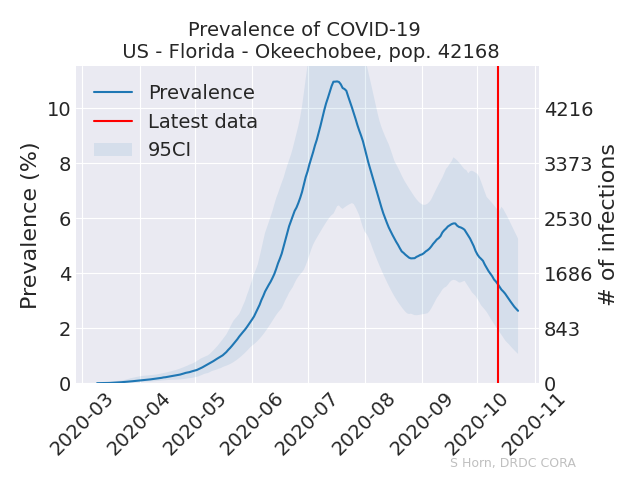 Prevalence of COVID-19
US - Florida - Okeechobee, pop. 42168
Prevalence
Latest data
95CI
Prevalence (%)
10
8
6
4
2
0
4216
3373
2530
1686
843
0
# of infections
2020-03
2020-04
2020-05
2020-06
2020-07
2020-08
2020-09
2020-10
2020-11
S Horn, DRDC CORA